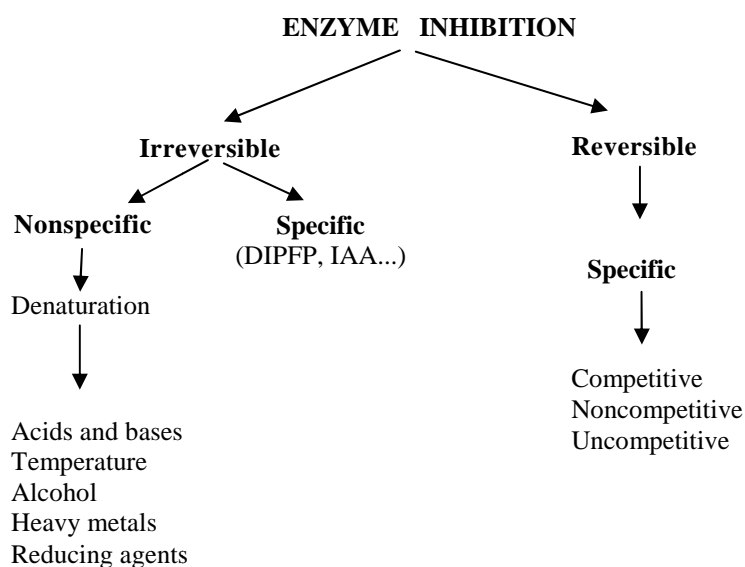 ENZYME INHIBITION
Irreversible
Reversible
Nonspecific
Specific
(DIPFP, IAA...)
Specific
Denaturation
Competitive
Noncompetitive
Uncompetitive
Acids and bases
Temperature
Alcohol
Heavy metals
Reducing agents